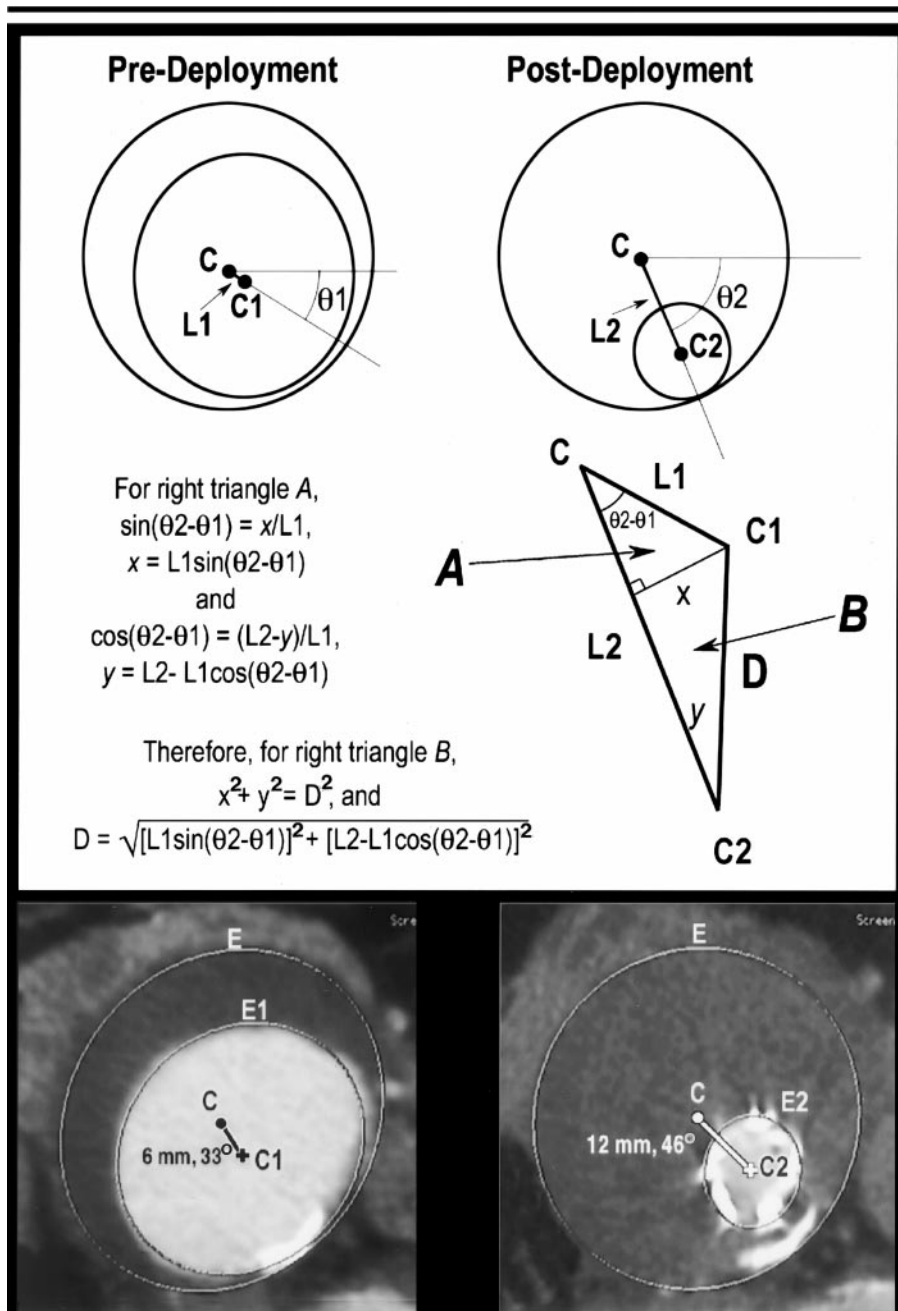 Pre-Deployment
Post-Deployment
C
C1
L1
θ1
C
L2
θ2
C2
For right triangle A,
sin(θ2-θ1) = x/L1,
x = L1sin(θ2-θ1)
and
cos(θ2-θ1) = (L2-y)/L1,
y = L2- L1cos(θ2-θ1)
C
L1
θ2-θ1
C1
A
x
B
L2
D
y
C2
Therefore, for right triangle B,
x²+ y²= D², and
D = √[L1sin(θ2-θ1)]²+ [L2-L1cos(θ2-θ1)]²
Scree
E
E1
C
6 mm, 33°
C1
Screen
E
C
E2
12 mm, 46°
C2